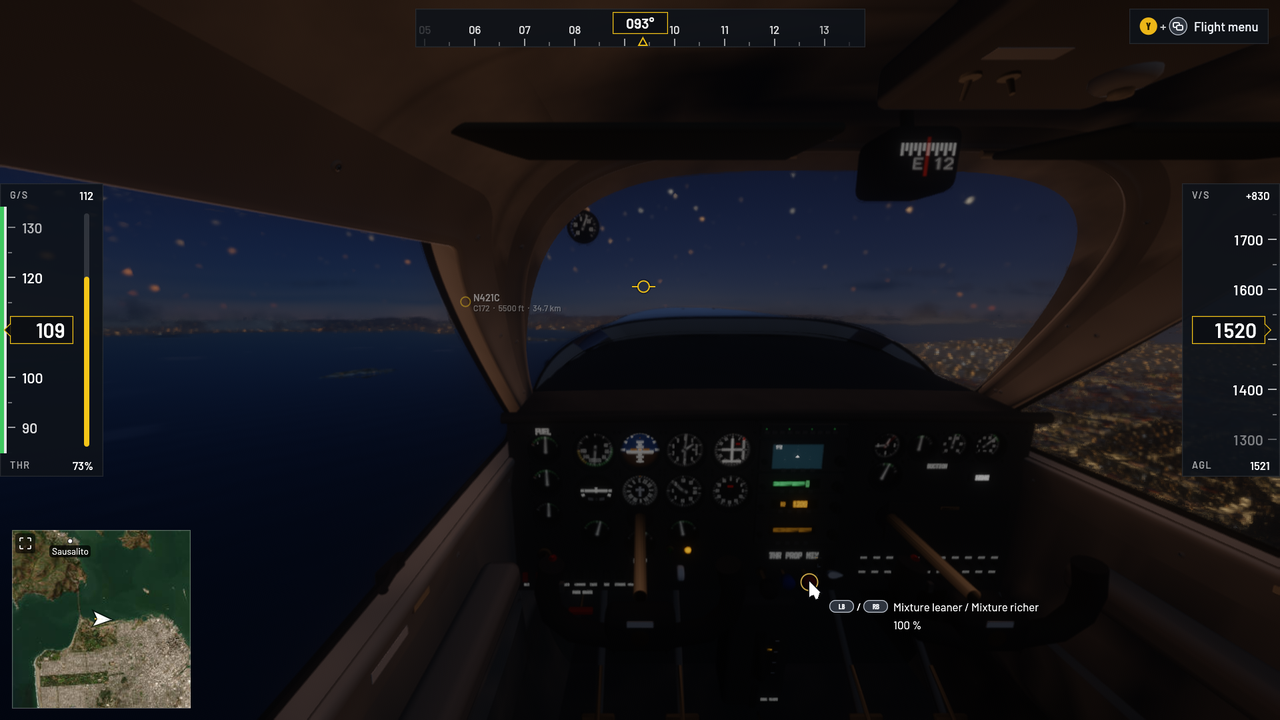 05 06 07 08 093° 10 11 12 13
Y + Flight menu
E 12
G/S 112
130
120
109
100
90
THR 73%
V/S +830
1700
1600
1520
1400
1300
AGL 1521
N421C
C172 - 5500 ft - 34.7 km
FUEL
THR PROP MIX
LB / RB Mixture leaner / Mixture richer
100 %
Sausalito